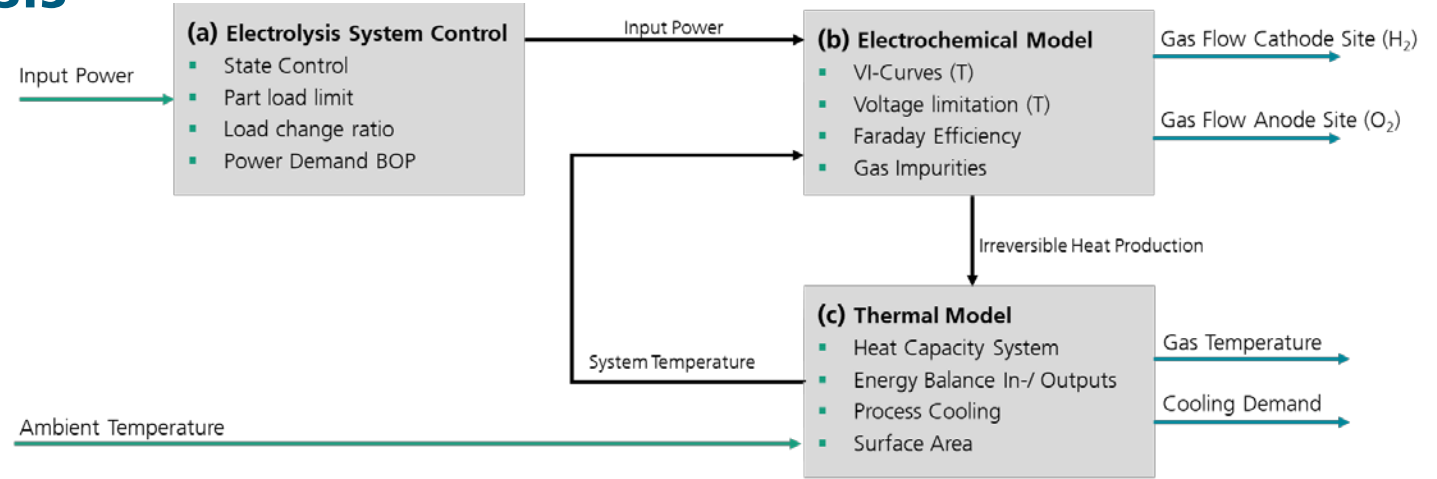 (a) Electrolysis System Control
State Control
Part load limit
Load change ratio
Power Demand BOP
Input Power
Input Power
(b) Electrochemical Model
VI-Curves (T)
Voltage limitation (T)
Faraday Efficiency
Gas Impurities
Gas Flow Cathode Site (H₂)
Gas Flow Anode Site (O₂)
Irreversible Heat Production
(c) Thermal Model
Heat Capacity System
Energy Balance In-/ Outputs
Process Cooling
Surface Area
System Temperature
Ambient Temperature
Gas Temperature
Cooling Demand